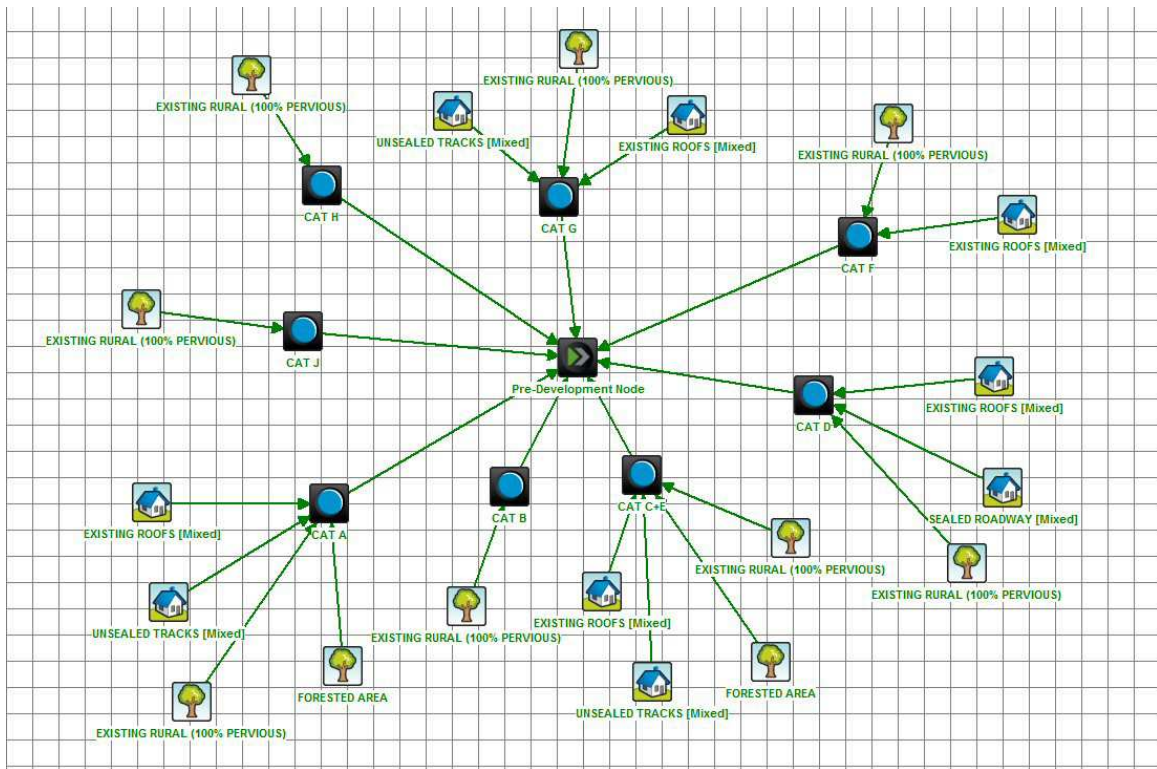 EXISTING RURAL (100% PERVIOUS)
EXISTING RURAL (100% PERVIOUS)
UNSEALED TRACKS [Mixed]
EXISTING ROOFS [Mixed]
EXISTING RURAL (100% PERVIOUS)
CAT H
CAT G
EXISTING ROOFS [Mixed]
CAT F
EXISTING RURAL (100% PERVIOUS)
CAT J
Pre-Development Node
EXISTING ROOFS [Mixed]
CAT D
CAT C+E
CAT B
SEALED ROADWAY [Mixed]
EXISTING ROOFS [Mixed]
CAT A
EXISTING RURAL (100% PERVIOUS)
EXISTING RURAL (100% PERVIOUS)
EXISTING ROOFS [Mixed]
UNSEALED TRACKS [Mixed]
EXISTING RURAL (100% PERVIOUS)
FORESTED AREA
FORESTED AREA
UNSEALED TRACKS [Mixed]
EXISTING RURAL (100% PERVIOUS)